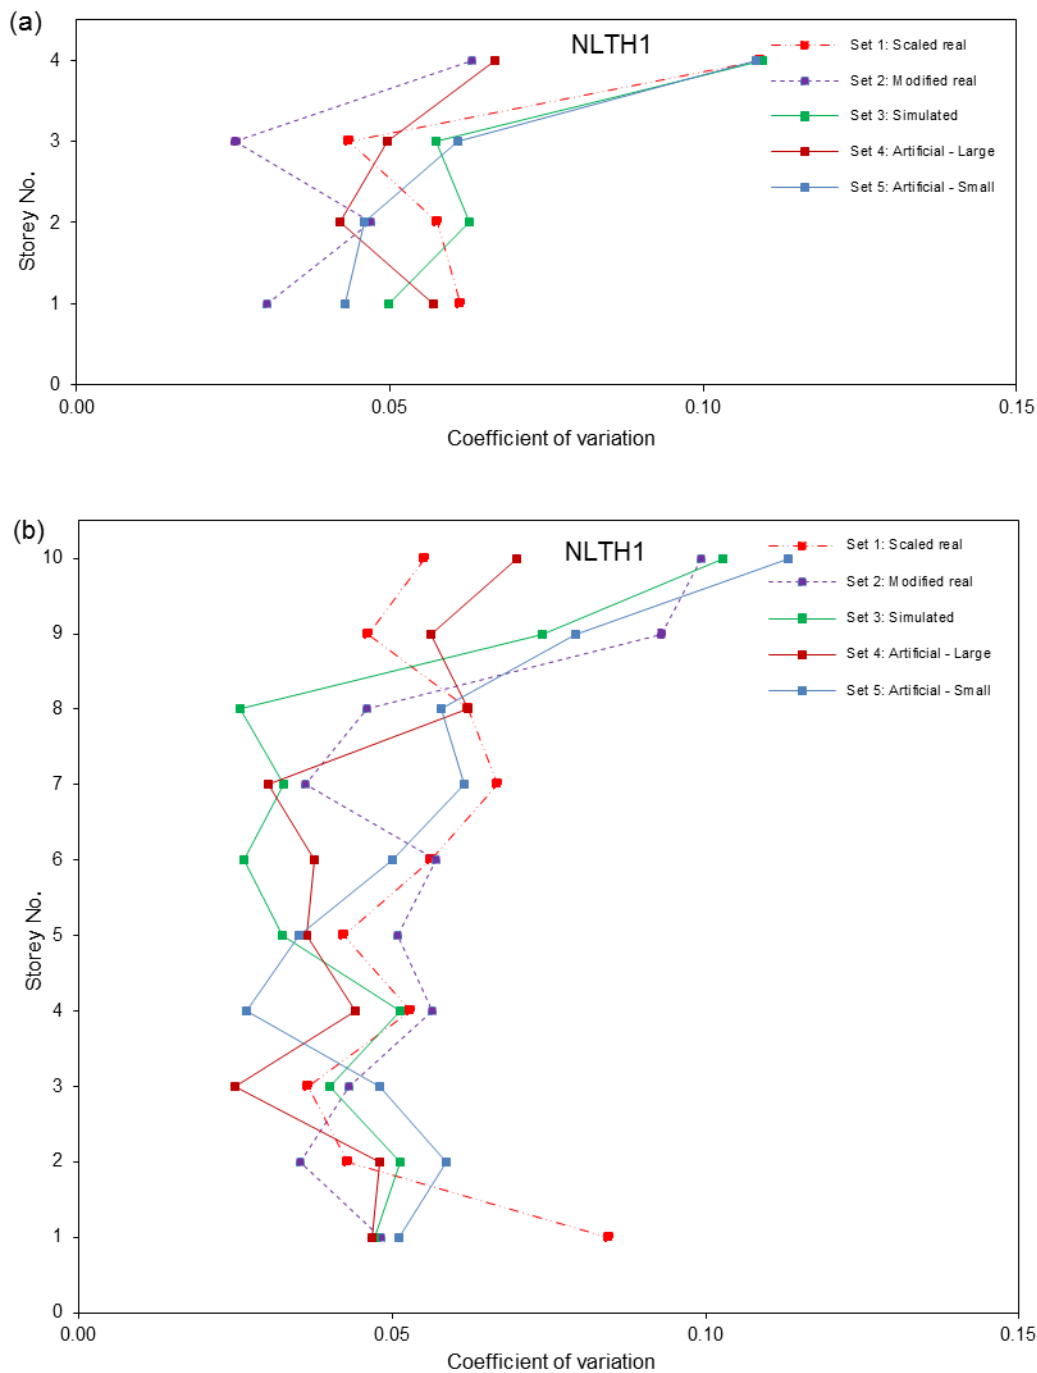 (a)
NLTH1
Set 1: Scaled real
Set 2: Modified real
Set 3: Simulated
Set 4: Artificial - Large
Set 5: Artificial - Small
Storey No.
4
3
2
1
0
0.00 0.05 0.10 0.15
Coefficient of variation
(b)
NLTH1
Set 1: Scaled real
Set 2: Modified real
Set 3: Simulated
Set 4: Artificial - Large
Set 5: Artificial - Small
Storey No.
10
9
8
7
6
5
4
3
2
1
0
0.00 0.05 0.10 0.15
Coefficient of variation